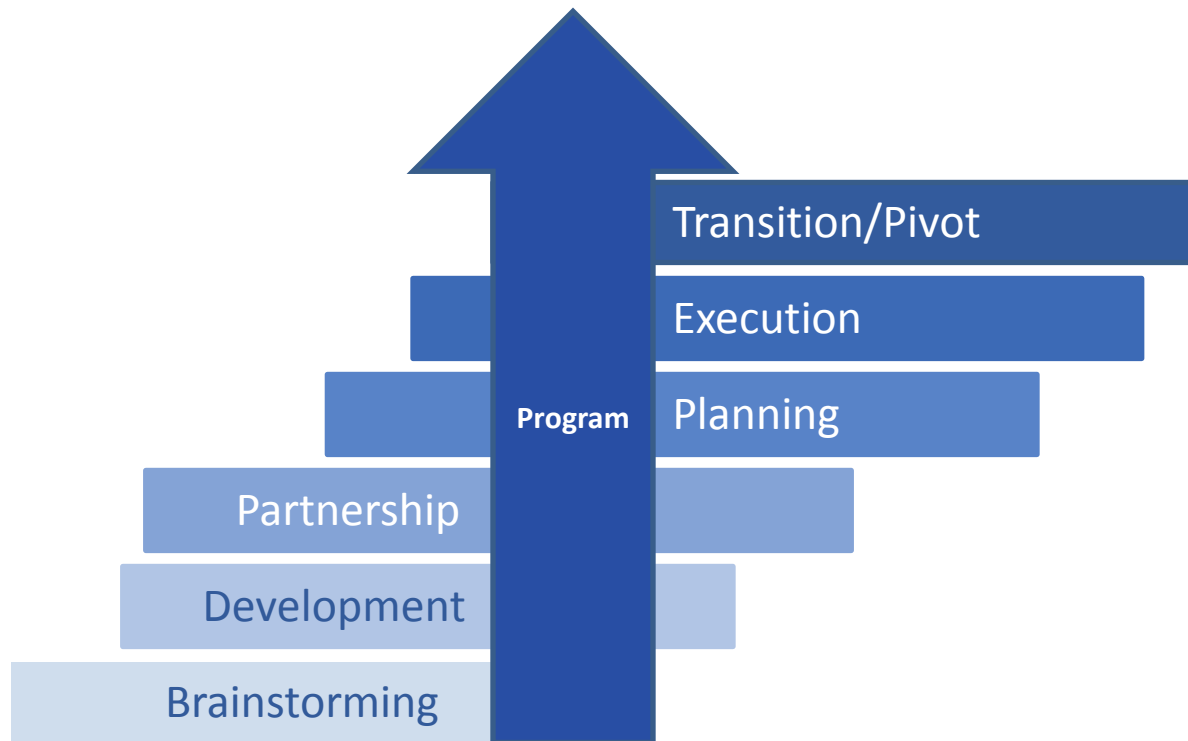 Transition/Pivot
Execution
Program
Planning
Partnership
Development
Brainstorming